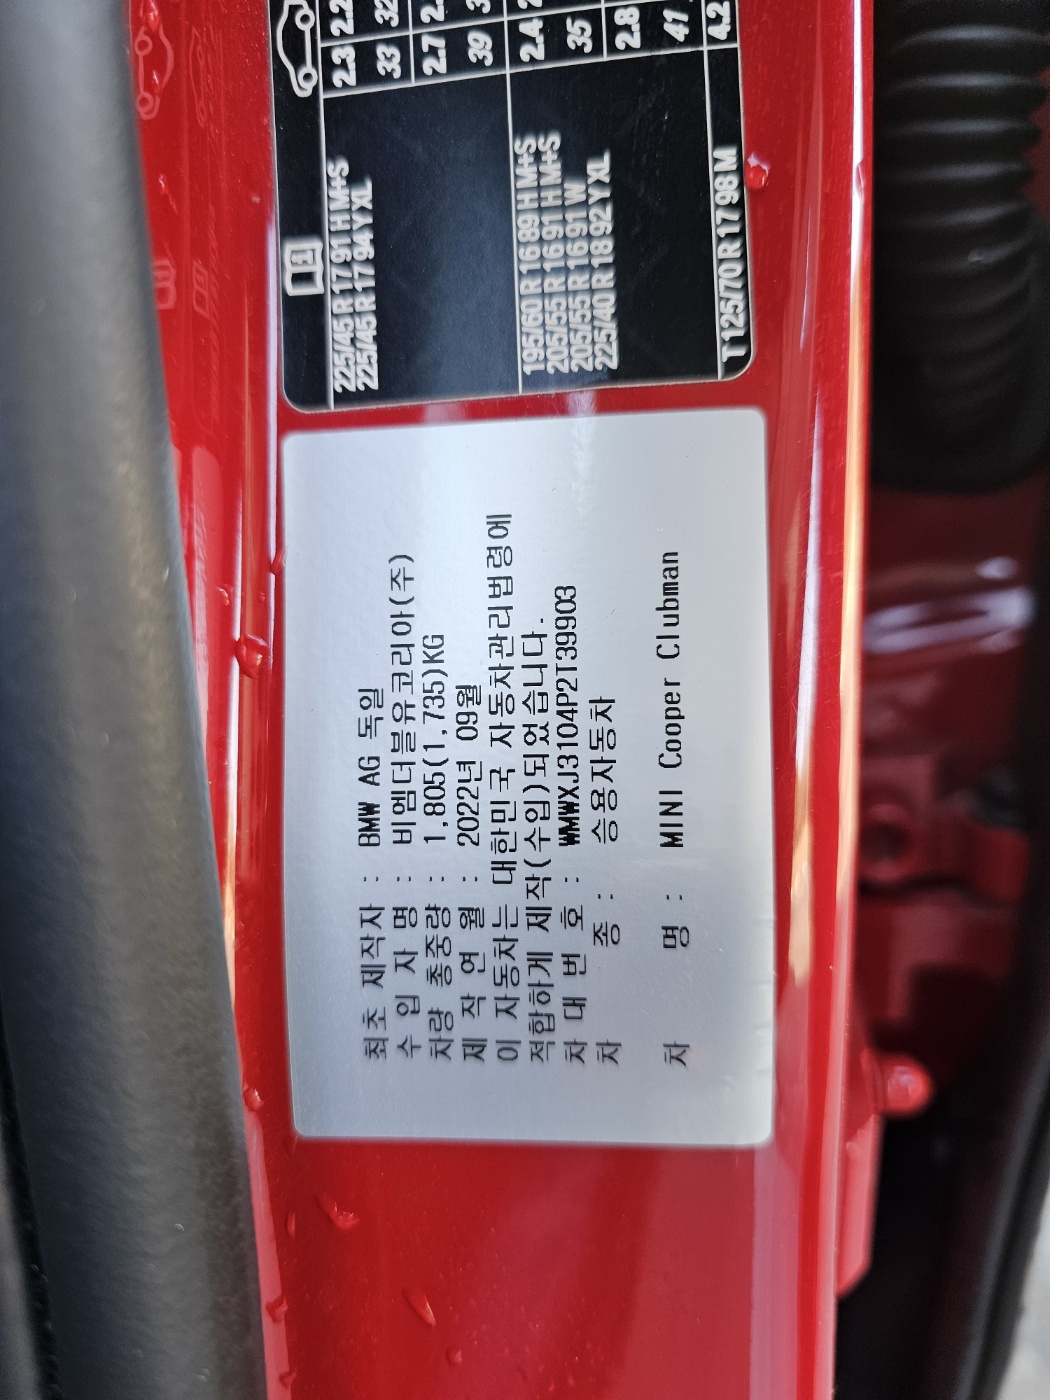 최초 제작자 : BMW AG 독일
수 입 자 명 : 비엠더블유코리아(주)
차량 총중량 : 1,805(1,735)KG
제 작 연 월 : 2022년 09월
이 자동차는 대한민국 자동차관리법령에
적합하게 제작(수입)되었습니다.
차 대 번 호 : WMWXJ3104P2T39903
차 종 : 승용자동차
차 명 : MINI Cooper Clubman
225/45 R 17 91 H M+S 2.3 2.2
225/45 R 17 94 Y XL 33 32
2.7
39
195/60 R 16 89 H M+S 2.4
205/55 R 16 91 H M+S
205/55 R 16 91 W 35
225/40 R 18 92 Y XL 2.8
41
T 125/70 R 17 98 M 4.2